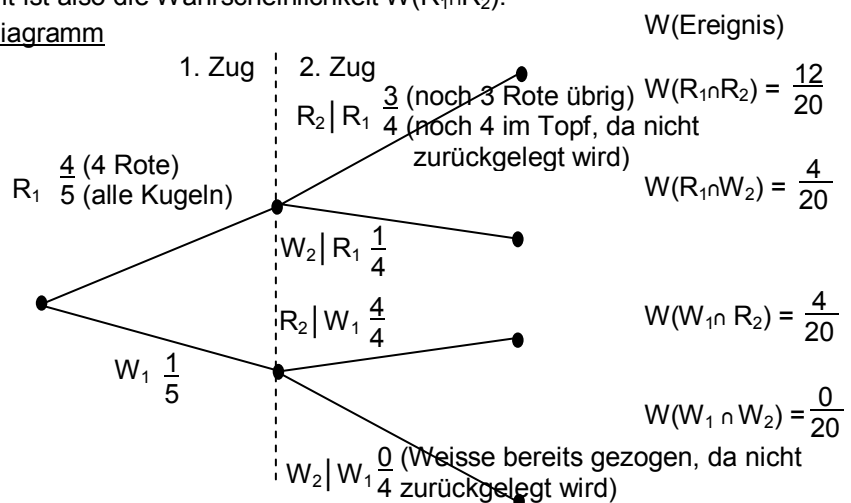 ist also die Wahrscheinlichkeit W(R₁∩R₂).
iagramm
W(Ereignis)
1. Zug 2. Zug
R₂|R₁ 3/4 (noch 3 Rote übrig)
(noch 4 im Topf, da nicht
zurückgelegt wird)
W(R₁∩R₂) = 12/20
R₁ 4/5 (4 Rote)
(alle Kugeln)
W(R₁∩W₂) = 4/20
W₂|R₁ 1/4
R₂|W₁ 4/4
W(W₁∩ R₂) = 4/20
W₁ 1/5
W(W₁ ∩ W₂) = 0/20
W₂|W₁ 0/4 (Weisse bereits gezogen, da nicht
zurückgelegt wird)